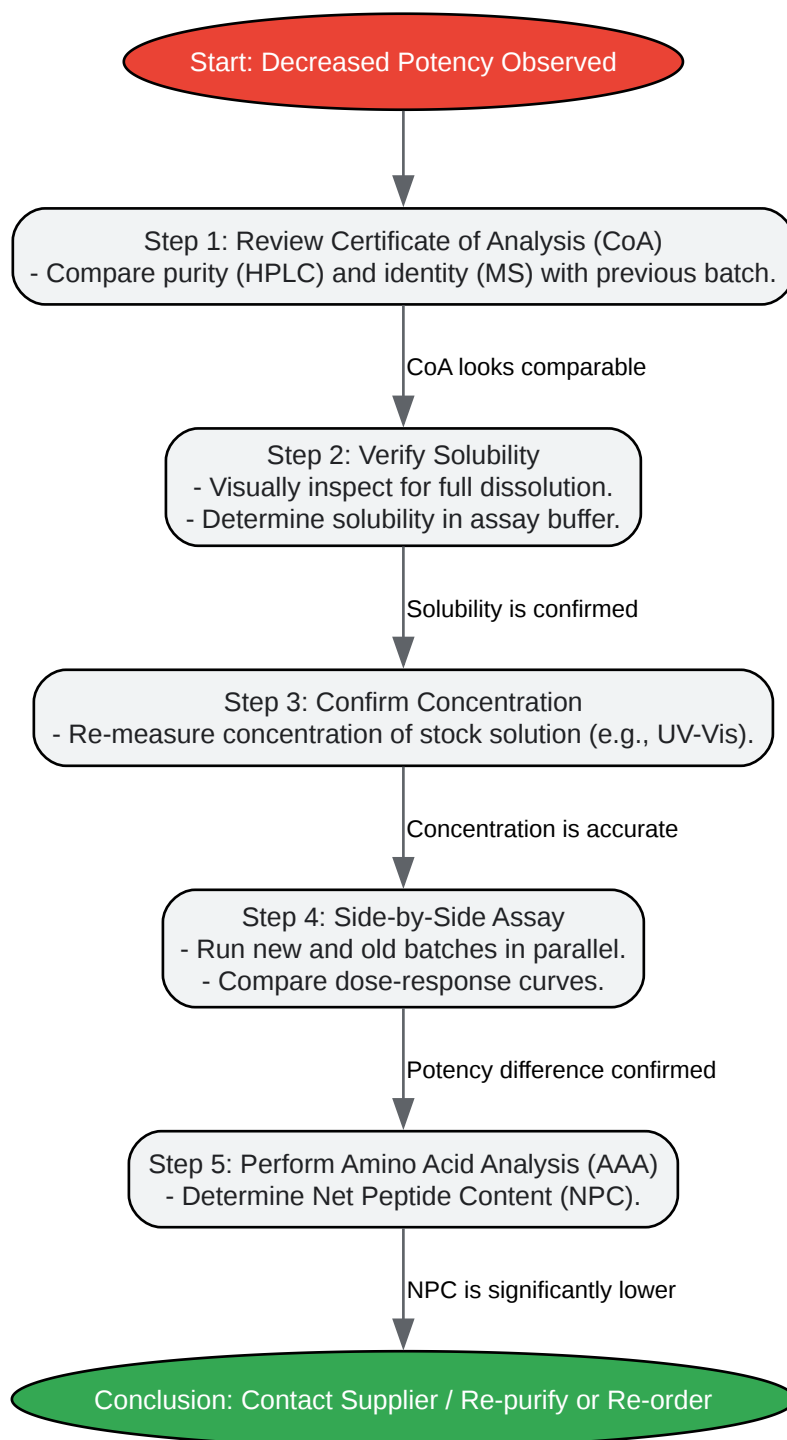 Start: Decreased Potency Observed
Step 1: Review Certificate of Analysis (CoA)
- Compare purity (HPLC) and identity (MS) with previous batch.
CoA looks comparable
Step 2: Verify Solubility
- Visually inspect for full dissolution.
- Determine solubility in assay buffer.
Solubility is confirmed
Step 3: Confirm Concentration
- Re-measure concentration of stock solution (e.g., UV-Vis).
Concentration is accurate
Step 4: Side-by-Side Assay
- Run new and old batches in parallel.
- Compare dose-response curves.
Potency difference confirmed
Step 5: Perform Amino Acid Analysis (AAA)
- Determine Net Peptide Content (NPC).
NPC is significantly lower
Conclusion: Contact Supplier / Re-purify or Re-order